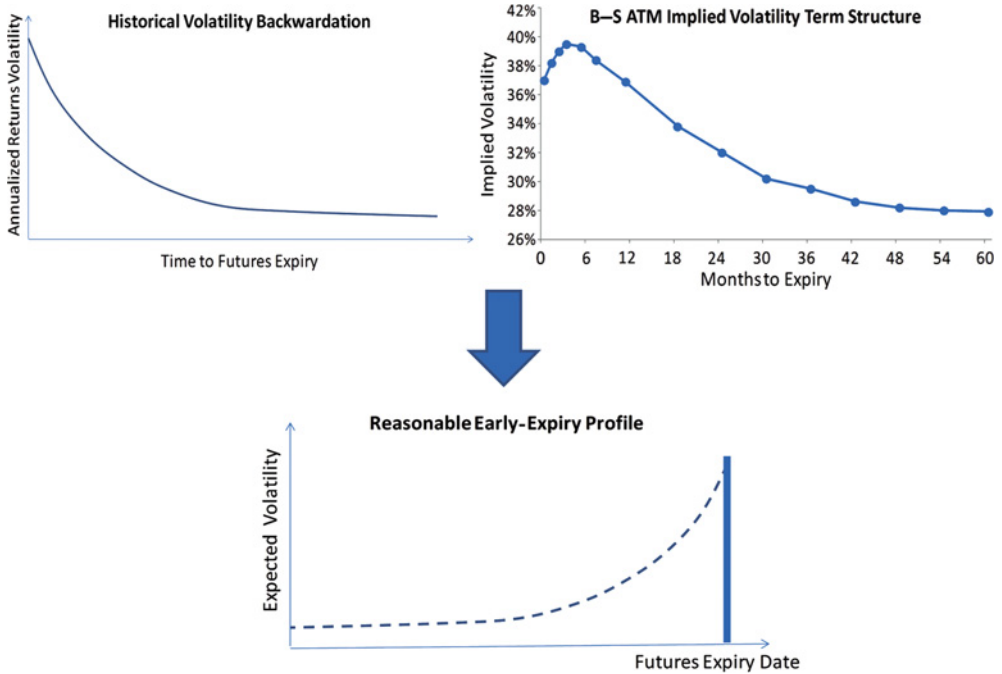 Historical Volatility Backwardation
Annualized Returns Volatility
Time to Futures Expiry
B–S ATM Implied Volatility Term Structure
Implied Volatility
42%
40%
38%
36%
34%
32%
30%
28%
26%
0 6 12 18 24 30 36 42 48 54 60
Months to Expiry
Reasonable Early-Expiry Profile
Expected Volatility
Futures Expiry Date